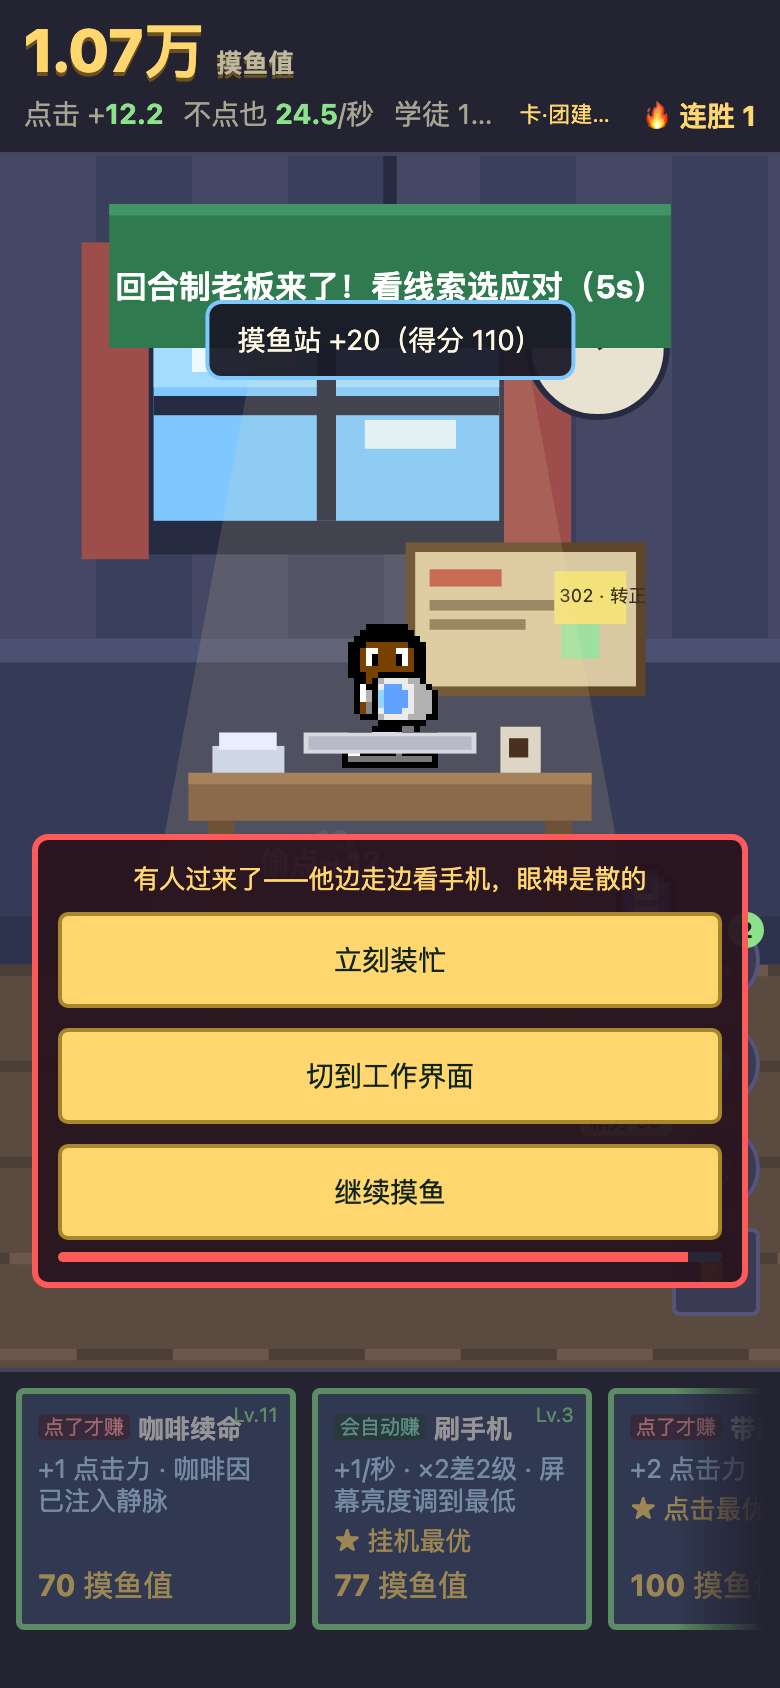 1.07万 摸鱼值
点击 +12.2 不点也 24.5/秒 学徒 1... 卡·团建... 🔥 连胜 1
回合制老板来了！看线索选应对（5s）
摸鱼站 +20（得分 110）
302 · 转正
有人过来了——他边走边看手机，眼神是散的
2
立刻装忙
切到工作界面
继续摸鱼
点了才赚 咖啡续命 Lv.11
+1 点击力 · 咖啡因
已注入静脉
70 摸鱼值
会自动赚 刷手机 Lv.3
+1/秒 · ×2差2级 · 屏
幕亮度调到最低
★ 挂机最优
77 摸鱼值
点了才赚
+2 点击力
★ 点击最
100 摸鱼